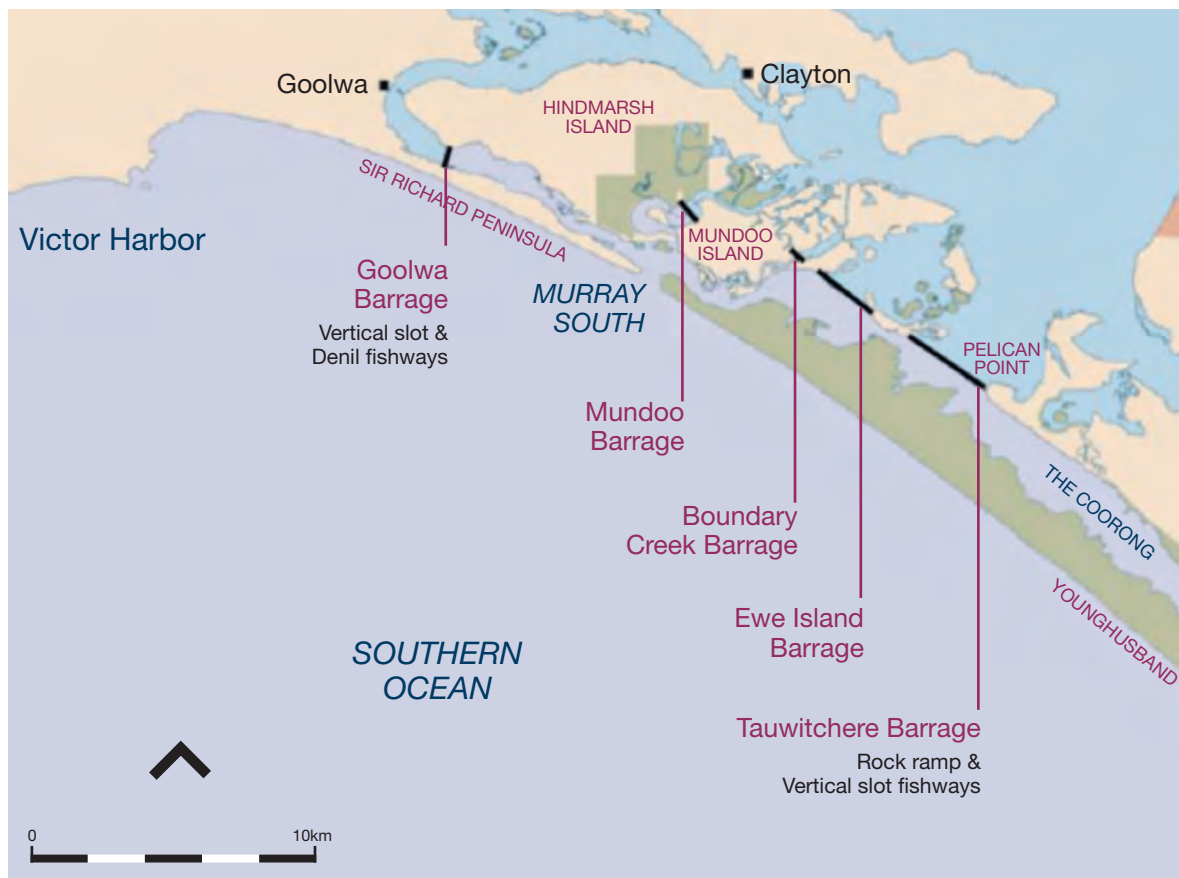 Goolwa
Clayton
HINDMARSH
ISLAND
SIR RICHARD PENINSULA
Victor Harbor
MUNDOO
ISLAND
Goolwa
Barrage
Vertical slot &
Denil fishways
MURRAY
SOUTH
PELICAN
POINT
Mundoo
Barrage
THE COORONG
Boundary
Creek Barrage
YOUNGHUSBAND
Ewe Island
Barrage
SOUTHERN
OCEAN
Tauwitchere Barrage
Rock ramp &
Vertical slot fishways
0
10km